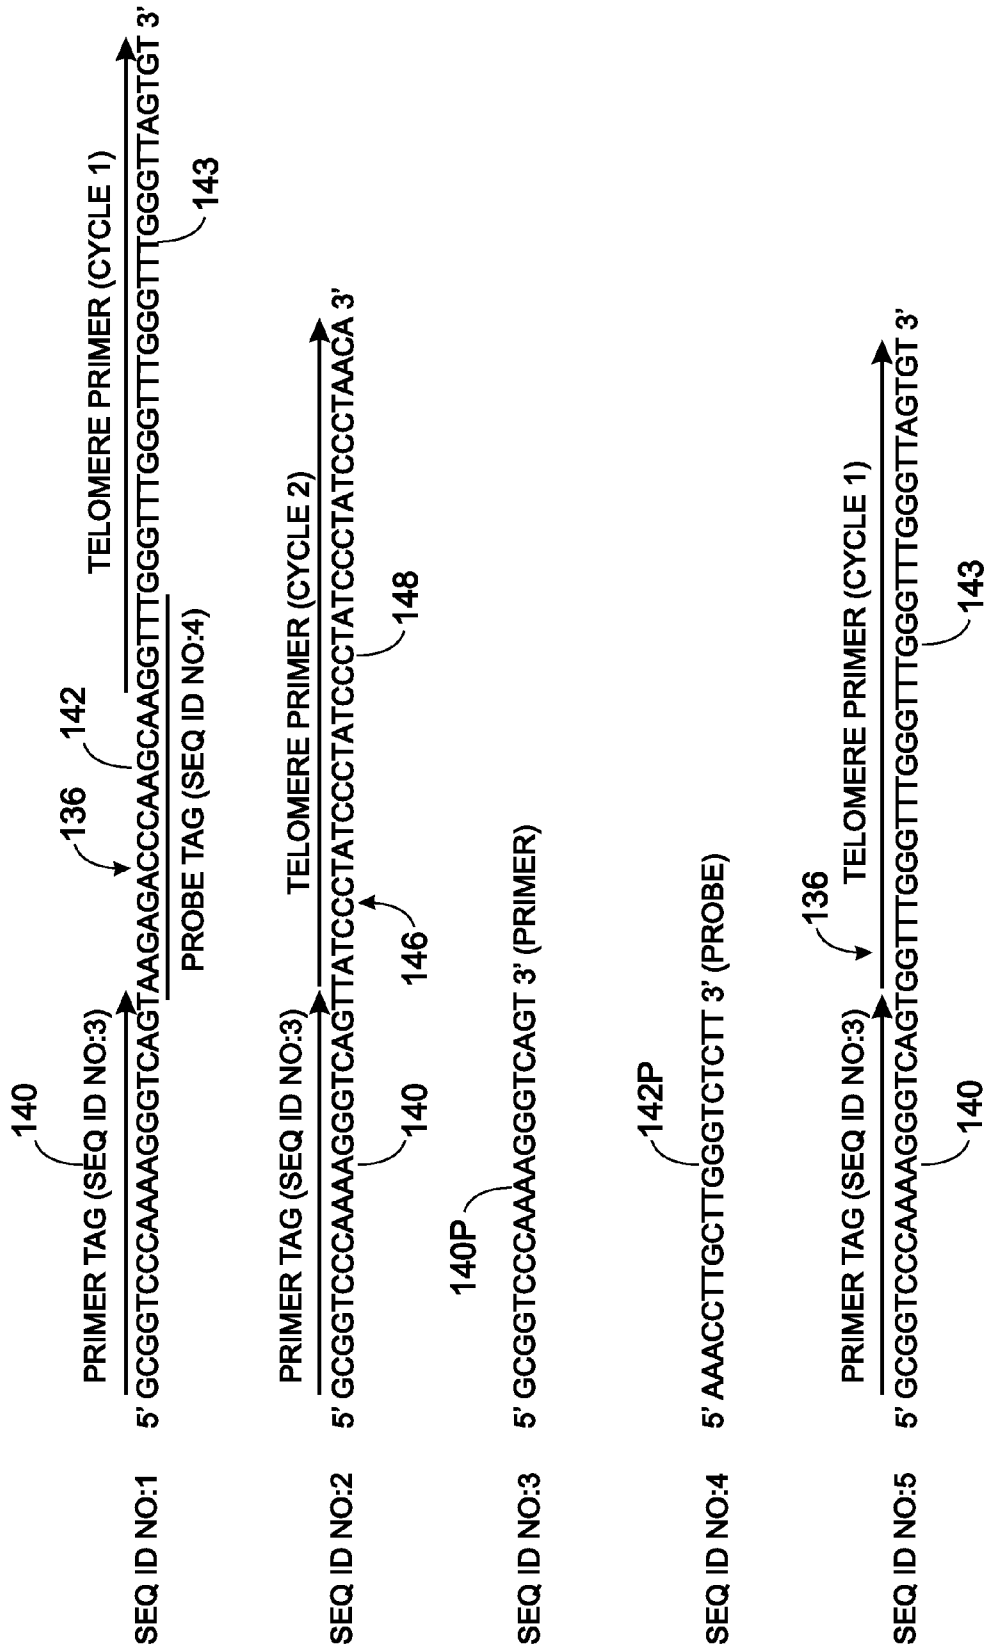 140
142
PRIMER TAG (SEQ ID NO:3)
136
TELOMERE PRIMER (CYCLE 1)
SEQ ID NO:1 5' GCGGTCCCAAAAGGGTCAGTAAGAGACCCAAGCAAGGTTTGGGTTTGGGTTTGGGTTTGGGTTAGTGT 3'
PROBE TAG (SEQ ID NO:4)
143
PRIMER TAG (SEQ ID NO:3)
TELOMERE PRIMER (CYCLE 2)
SEQ ID NO:2 5' GCGGTCCCAAAAGGGTCAGTTATCCCTATCCCTATCCCTATCCCTATCCCTAACA 3'
140
146
148
140P
SEQ ID NO:3 5' GCGGTCCCAAAAGGGTCAGT 3' (PRIMER)
142P
SEQ ID NO:4 5' AAACCTTGCTTGGGTCTCTT 3' (PROBE)
136
PRIMER TAG (SEQ ID NO:3)
TELOMERE PRIMER (CYCLE 1)
SEQ ID NO:5 5' GCGGTCCCAAAAGGGTCAGTGGTTTGGGTTTGGGTTTGGGTTTGGGTTAGTGT 3'
140
143